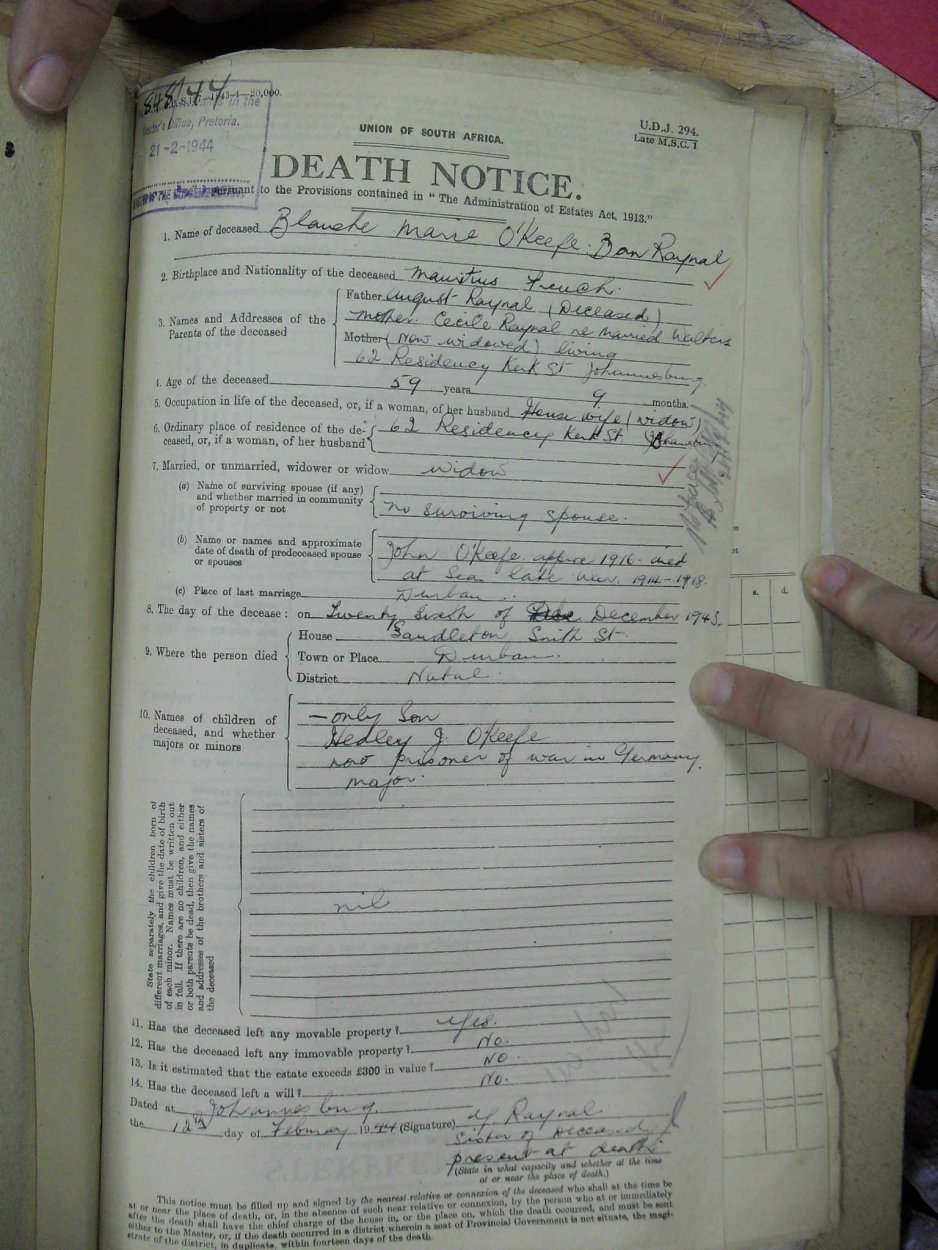 848/44
1943-4—20,000.
Master's Office, Pretoria.
21-2-1944
UNION OF SOUTH AFRICA.
U.D.J. 294.
Late M.S.C. 1
DEATH NOTICE.
Pursuant to the Provisions contained in “ The Administration of Estates Act, 1913.”
1. Name of deceased Blanche Marie O'Keefe. Born Raynal
2. Birthplace and Nationality of the deceased Mauritius French.
3. Names and Addresses of the Parents of the deceased
Father August Raynal (Deceased)
Mother. Cecile Raynal re married Walters
Mother (now widowed) living
62 Residency Kerk St Johannesburg
4. Age of the deceased 59 years 9 months.
5. Occupation in life of the deceased, or, if a woman, of her husband House wife (widow)
6. Ordinary place of residence of the de-
ceased, or, if a woman, of her husband 62 Residency Kerk St. Johannesburg
7. Married, or unmarried, widower or widow widow
(a) Name of surviving spouse (if any)
and whether married in community
of property or not no surviving spouse.
(b) Name or names and approximate
date of death of predeceased spouse
or spouses
John O'Keefe. 1916. died
at Sea late war. 1914-1918.
(c) Place of last marriage Durban
8. The day of the decease : on Twenty Sixth of December 1943.
9. Where the person died
House Sandleton, Smith St.
Town or Place Durban.
District Natal.
10. Names of children of
deceased, and whether
majors or minors
— only Son
Hedley J. O'Keefe
now prisoner of war in Germany.
major.
State separately the children born of
different marriages, and give the date of birth
of each minor. Names must be written out
in full. If there are no children, and either
or both parents be dead, then give the names
and addresses of the brothers and sisters of
the deceased
nil
11. Has the deceased left any movable property ? Yes.
12. Has the deceased left any immovable property ? No.
13. Is it estimated that the estate exceeds £300 in value ? No
14. Has the deceased left a will ? No.
Dated at Johannesburg
the 12th day of February 1944 (Signature) Y. Raynal.
Sister of Deceased
present at death
(State in what capacity and whether at the time
at or near the place of death.)
This notice must be filled up and signed by the nearest relative or connexion of the deceased who shall at the time be
at or near the place of death, or, in the absence of such near relative or connexion, by the person who at or immediately
after the death shall have the chief charge of the house in, or the place on, which the death occurred, and must be sent
either to the Master, or, if the death occurred in a district wherein a seat of Provincial Government is not situate, the magi-
strate of the district, in duplicate, within fourteen days of the death.
s. d.